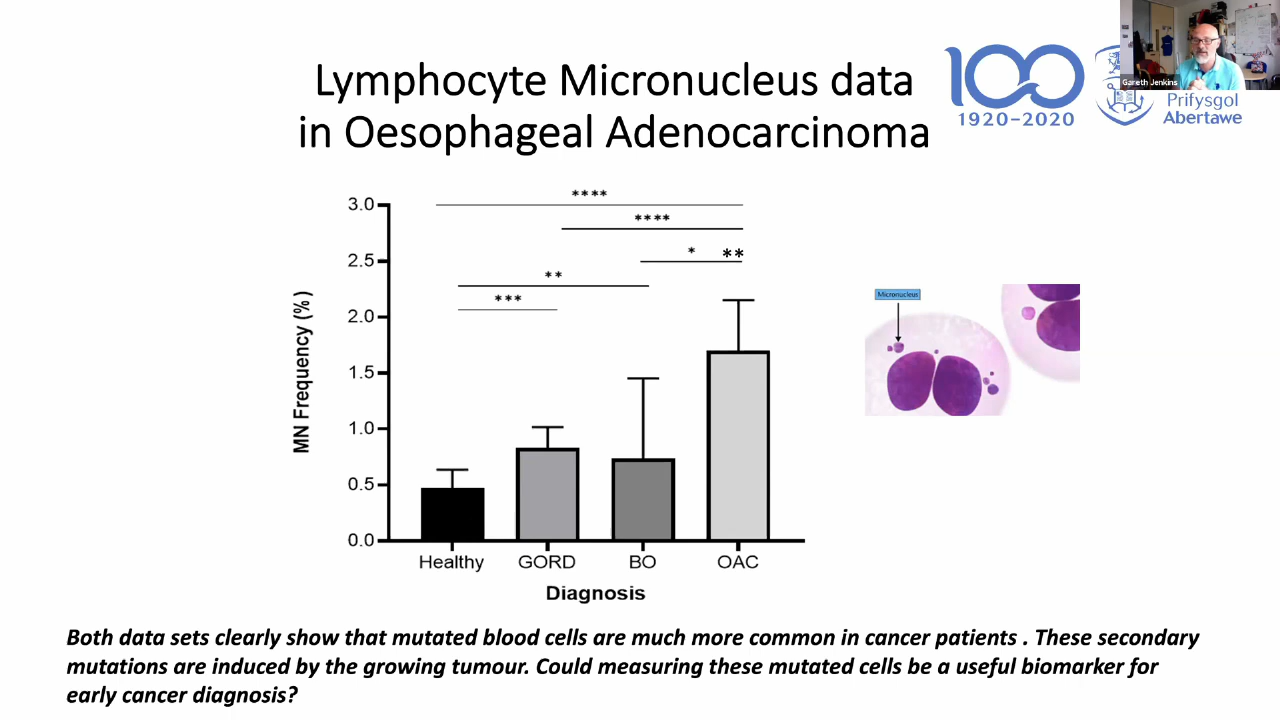 Lymphocyte Micronucleus data
in Oesophageal Adenocarcinoma
100
1920-2020
Prifysgol
Abertawe
Gareth Jenkins
****
3.0
****
2.5
* **
**
***
2.0
1.5
1.0
0.5
0.0
MN Frequency (%)
Healthy GORD BO OAC
Diagnosis
Micronucleus
Both data sets clearly show that mutated blood cells are much more common in cancer patients . These secondary
mutations are induced by the growing tumour. Could measuring these mutated cells be a useful biomarker for
early cancer diagnosis?